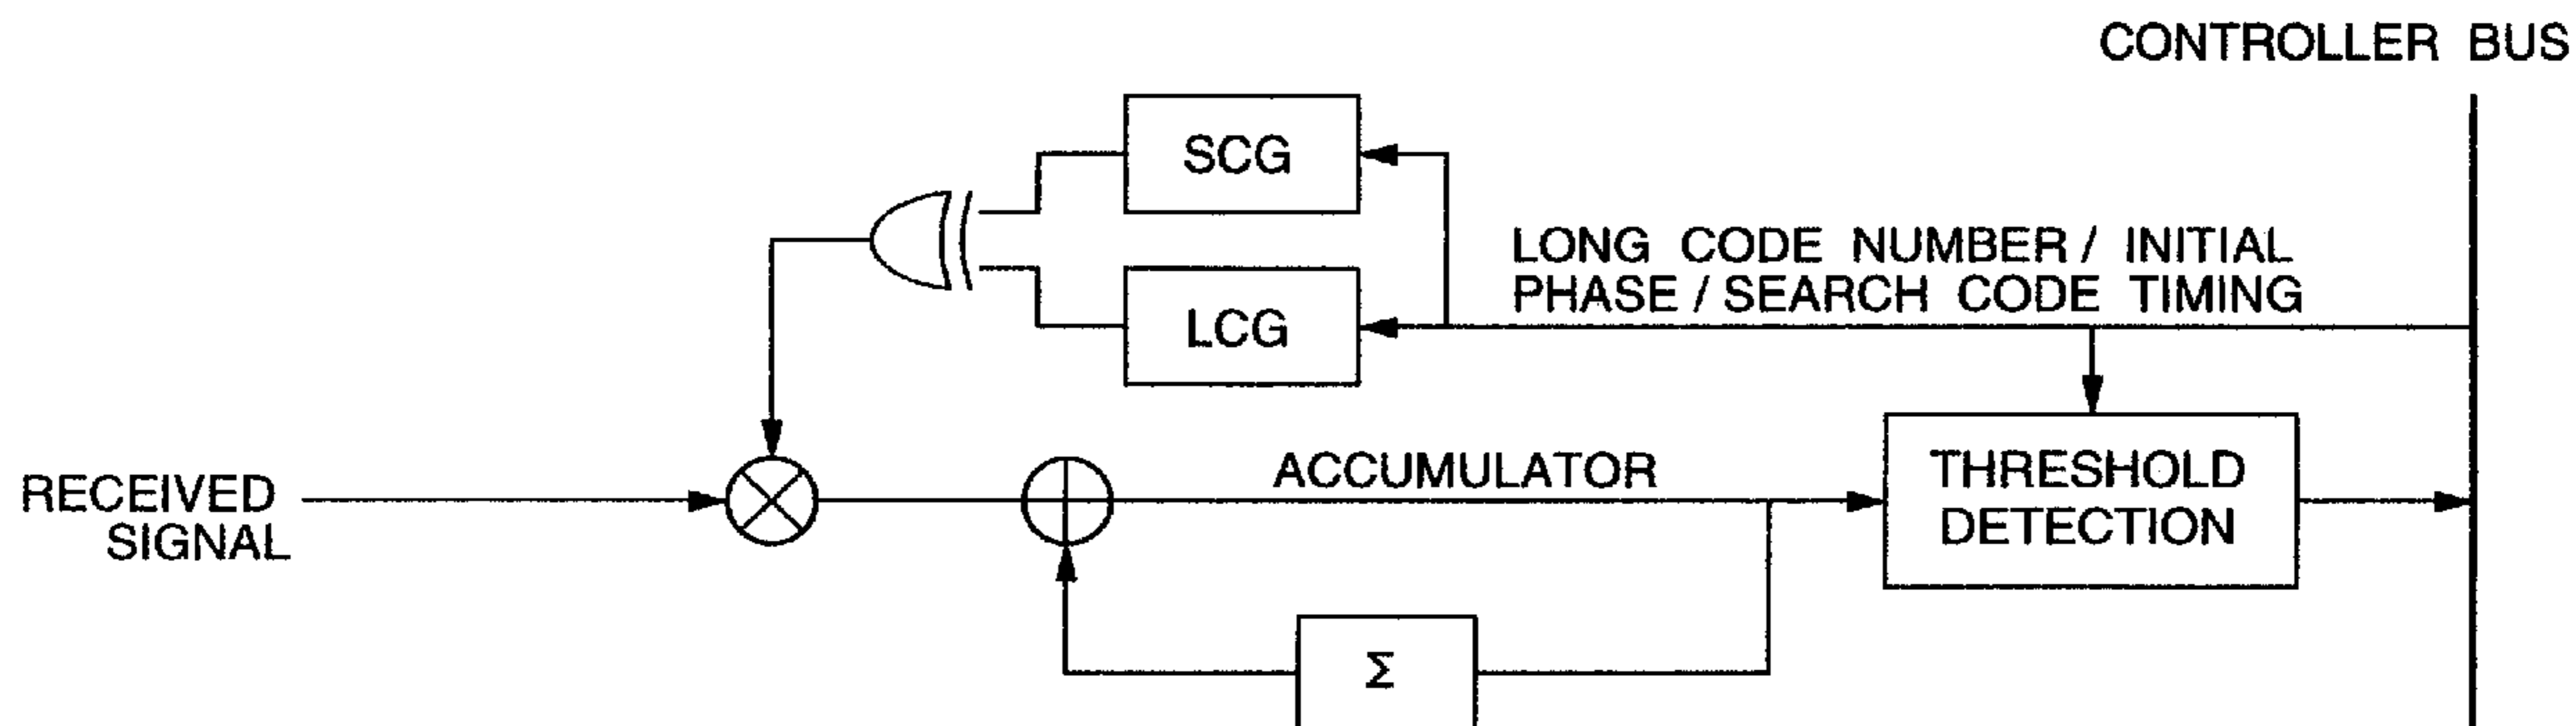 CONTROLLER BUS
SCG
LONG CODE NUMBER / INITIAL
PHASE / SEARCH CODE TIMING
LCG
RECEIVED
SIGNAL
ACCUMULATOR
THRESHOLD
DETECTION
Σ